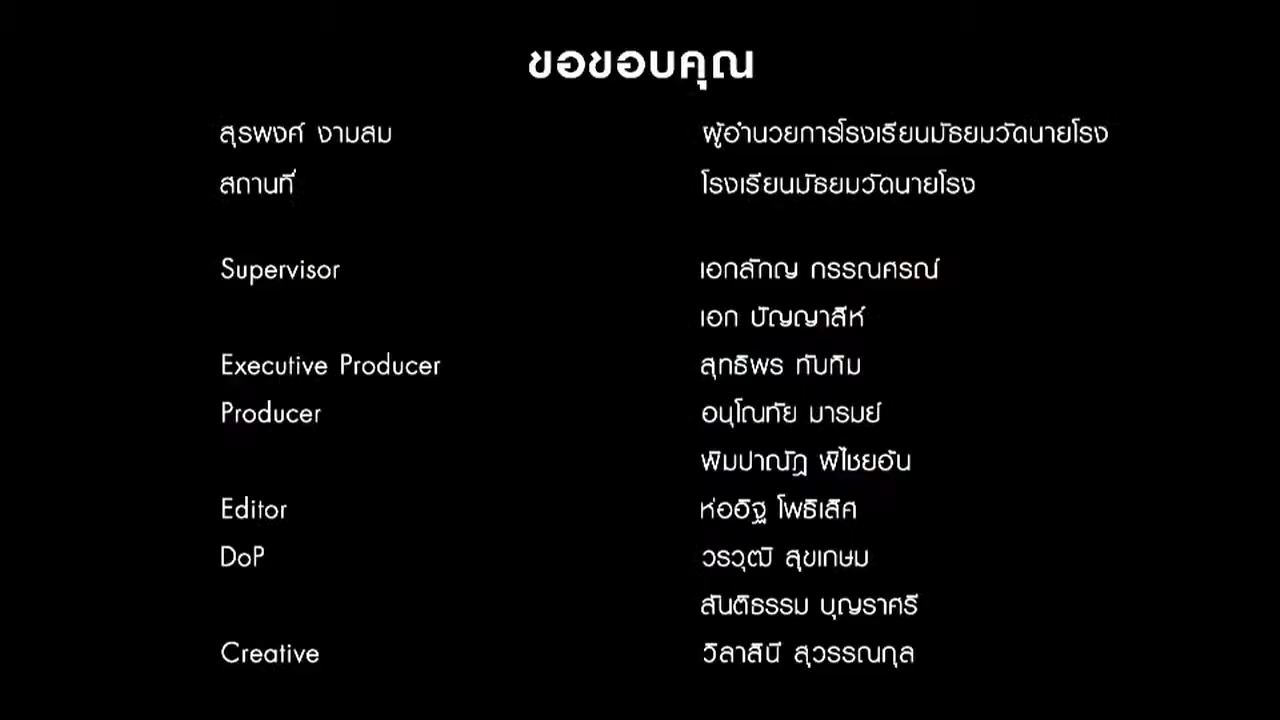 ขอขอบคุณ
สุรพงศ์ งามสม ผู้อำนวยการโรงเรียนมัธยมวัดนายโรง
สถานที่ โรงเรียนมัธยมวัดนายโรง
Supervisor เอกลักญ กรรณศรณ์
เอก ปัญญาสีห์
Executive Producer สุทธิพร ทับทิม
Producer อนุโณทัย มารมย์
พิมปาณัฏ พิไชยอ้น
Editor ห่ออิฐ โพธิเลิศ
DoP วรวุฒิ สุขเกษม
สันติธรรม บุญราศรี
Creative วิลาสินี สุวรรณกุล